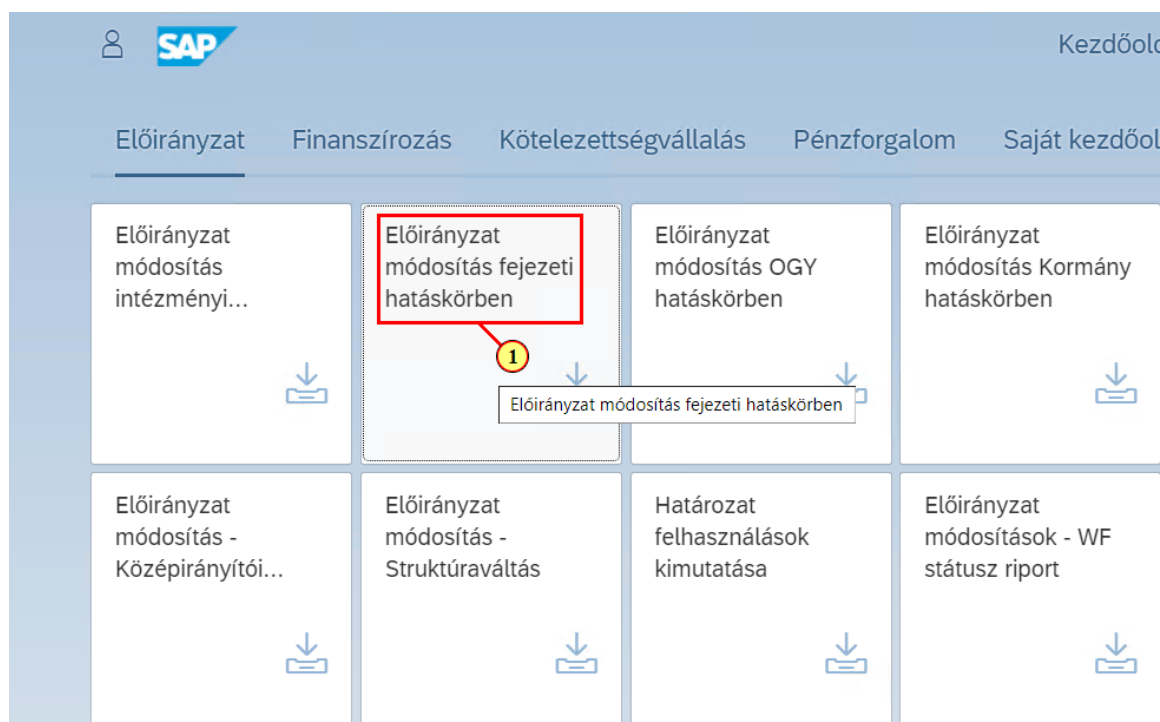 SAP
Kezdőolc
Előirányzat Finanszírozás Kötelezettségvállalás Pénzforgalom Saját kezdőol
Előirányzat
módosítás
intézményi...
Előirányzat
módosítás fejezeti
hatáskörben
1
Előirányzat módosítás fejezeti hatáskörben
Előirányzat
módosítás OGY
hatáskörben
Előirányzat
módosítás Kormány
hatáskörben
Előirányzat
módosítás -
Középirányítói...
Előirányzat
módosítás -
Struktúraváltás
Határozat
felhasználások
kimutatása
Előirányzat
módosítások - WF
státusz riport